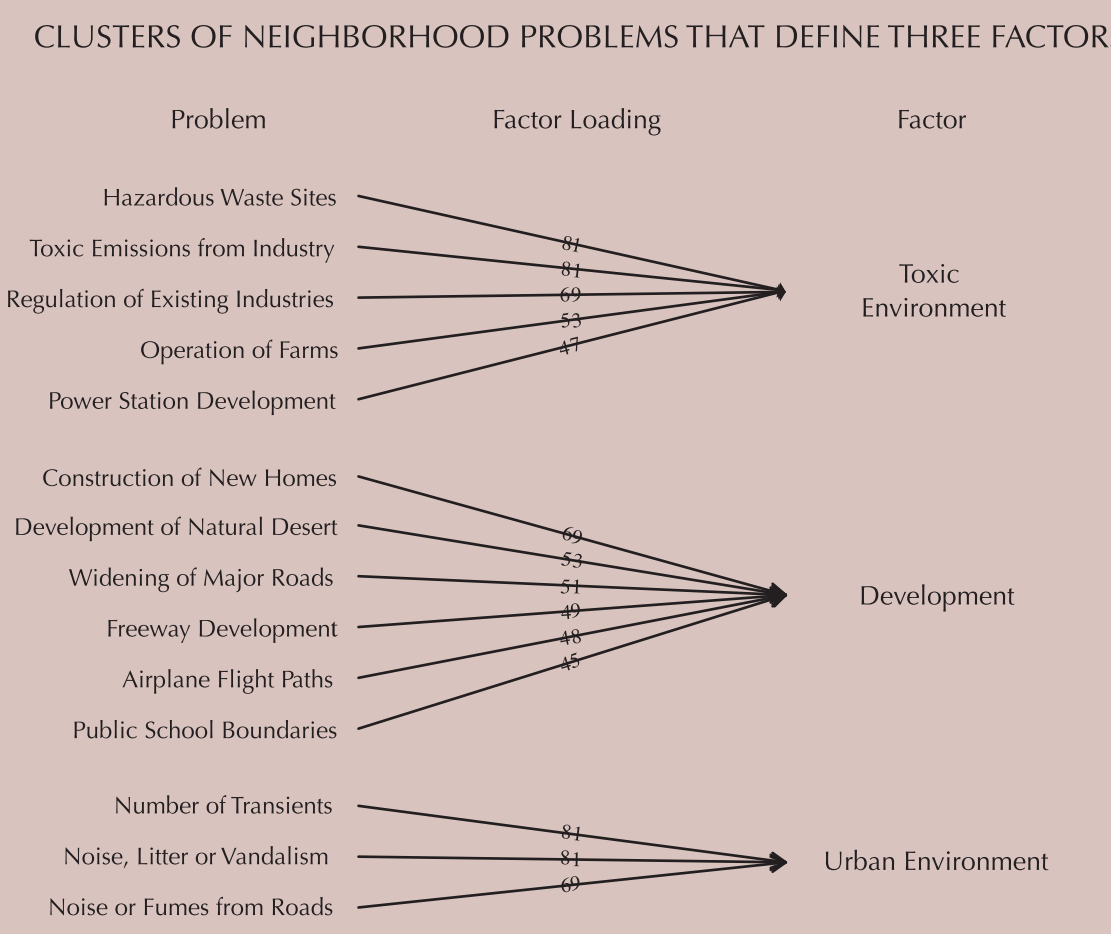 CLUSTERS OF NEIGHBORHOOD PROBLEMS THAT DEFINE THREE FACTOR
Problem Factor Loading Factor
Hazardous Waste Sites 81
Toxic Emissions from Industry 81
Regulation of Existing Industries 69
Operation of Farms 53
Power Station Development 47
Toxic
Environment
Construction of New Homes 69
Development of Natural Desert 53
Widening of Major Roads 51
Freeway Development 49
Airplane Flight Paths 48
Public School Boundaries 45
Development
Number of Transients 81
Noise, Litter or Vandalism 81
Noise or Fumes from Roads 69
Urban Environment